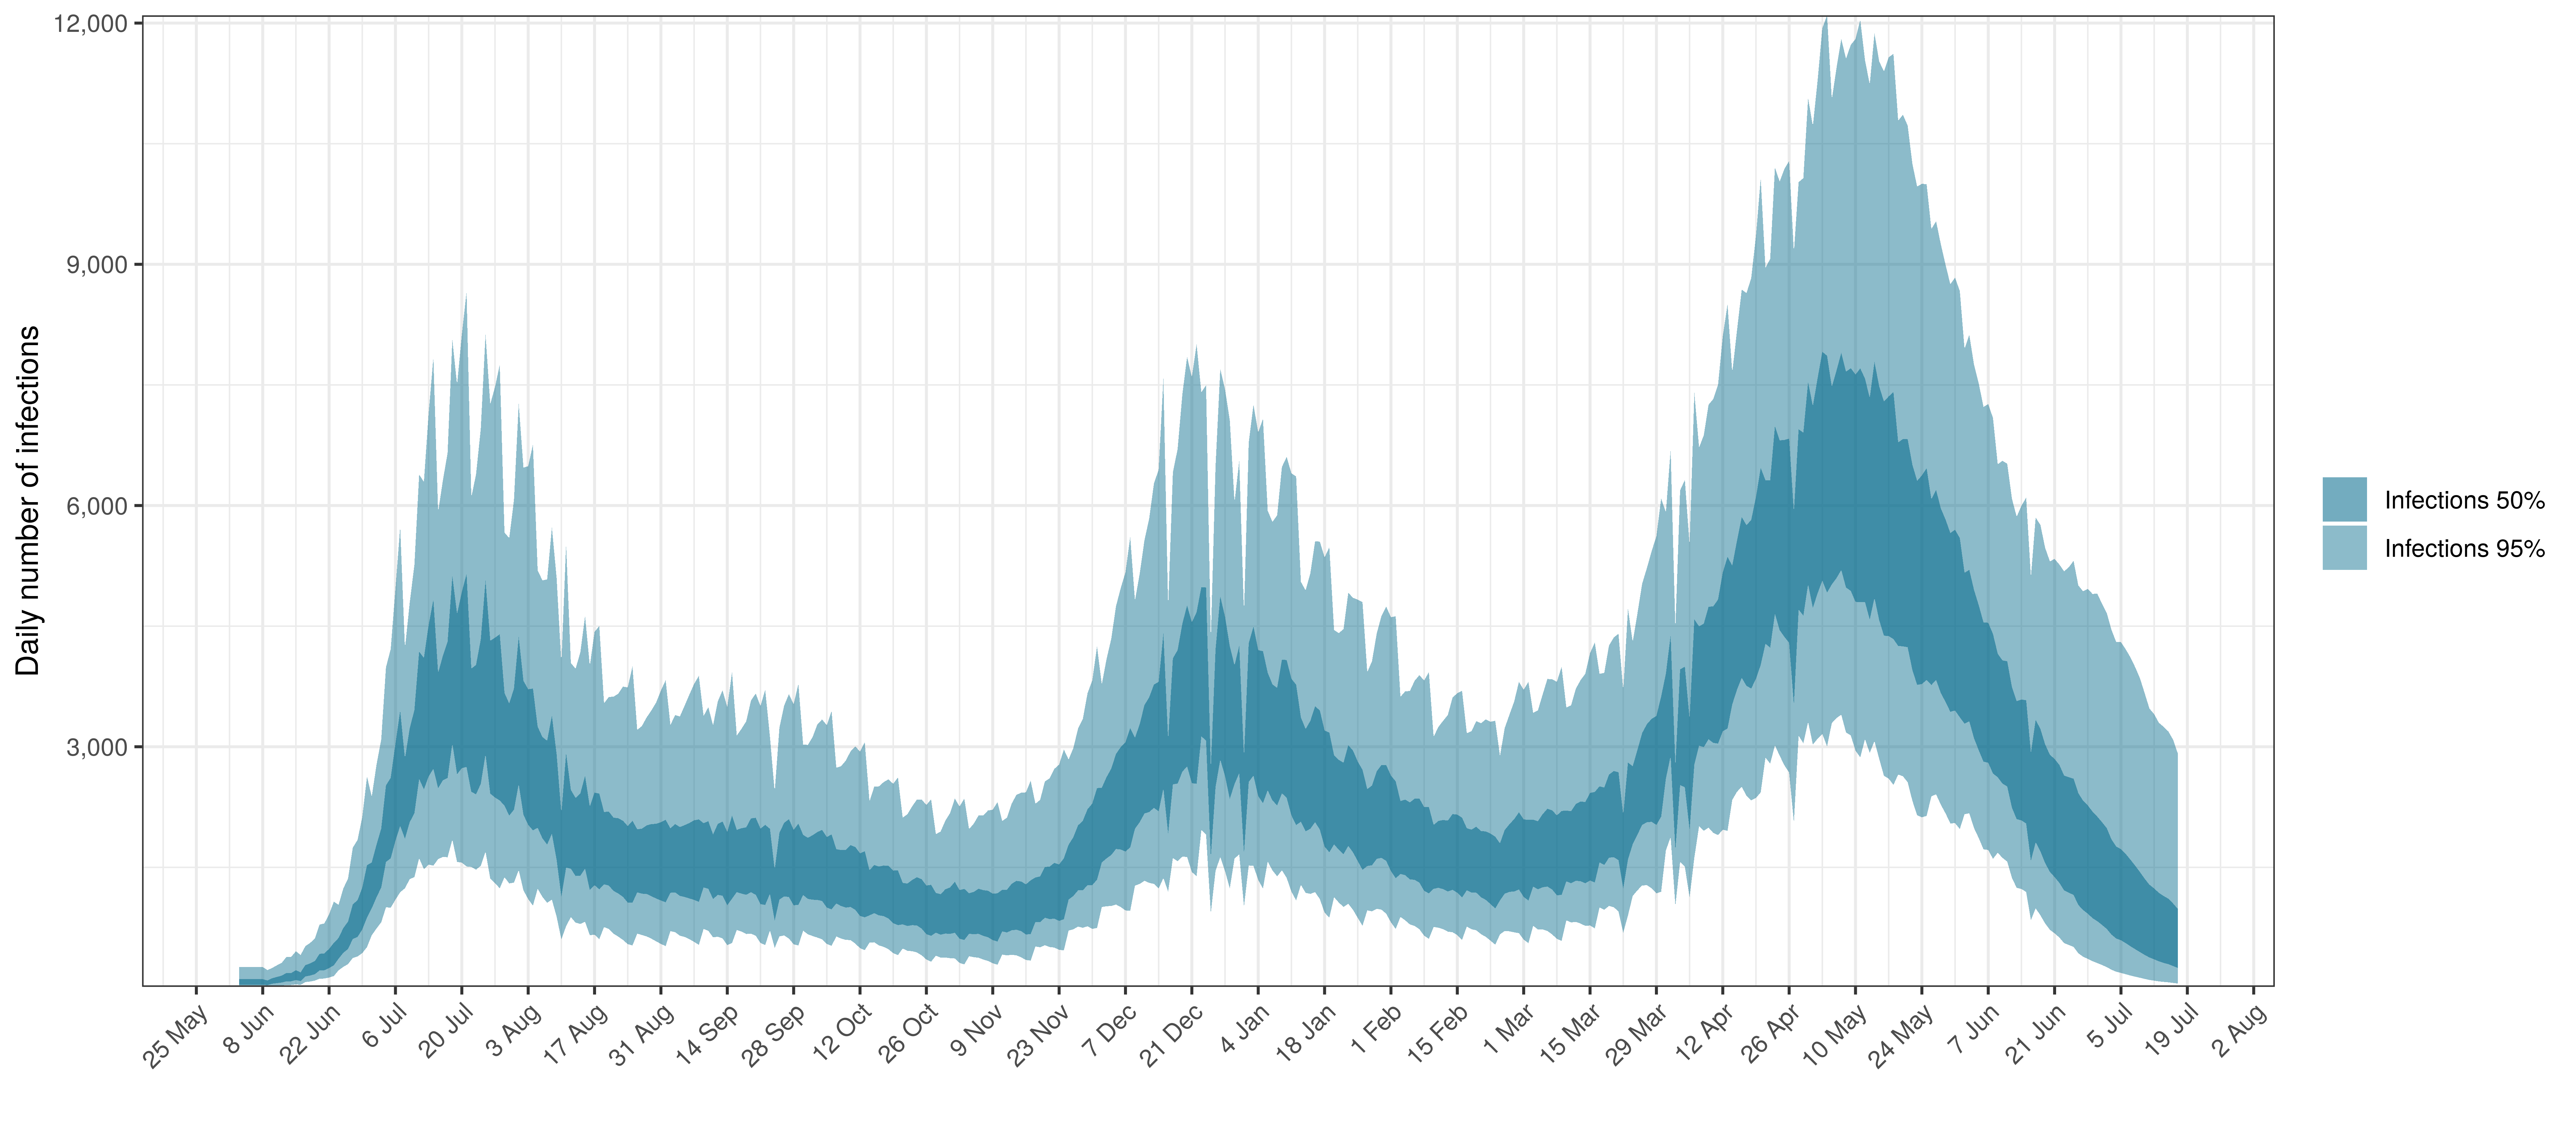 12,000
9,000
6,000
3,000
Daily number of infections
25 May
8 Jun
22 Jun
6 Jul
20 Jul
3 Aug
17 Aug
31 Aug
14 Sep
28 Sep
12 Oct
26 Oct
9 Nov
23 Nov
7 Dec
21 Dec
4 Jan
18 Jan
1 Feb
15 Feb
1 Mar
15 Mar
29 Mar
12 Apr
26 Apr
10 May
24 May
7 Jun
21 Jun
5 Jul
19 Jul
2 Aug
Infections 50%
Infections 95%